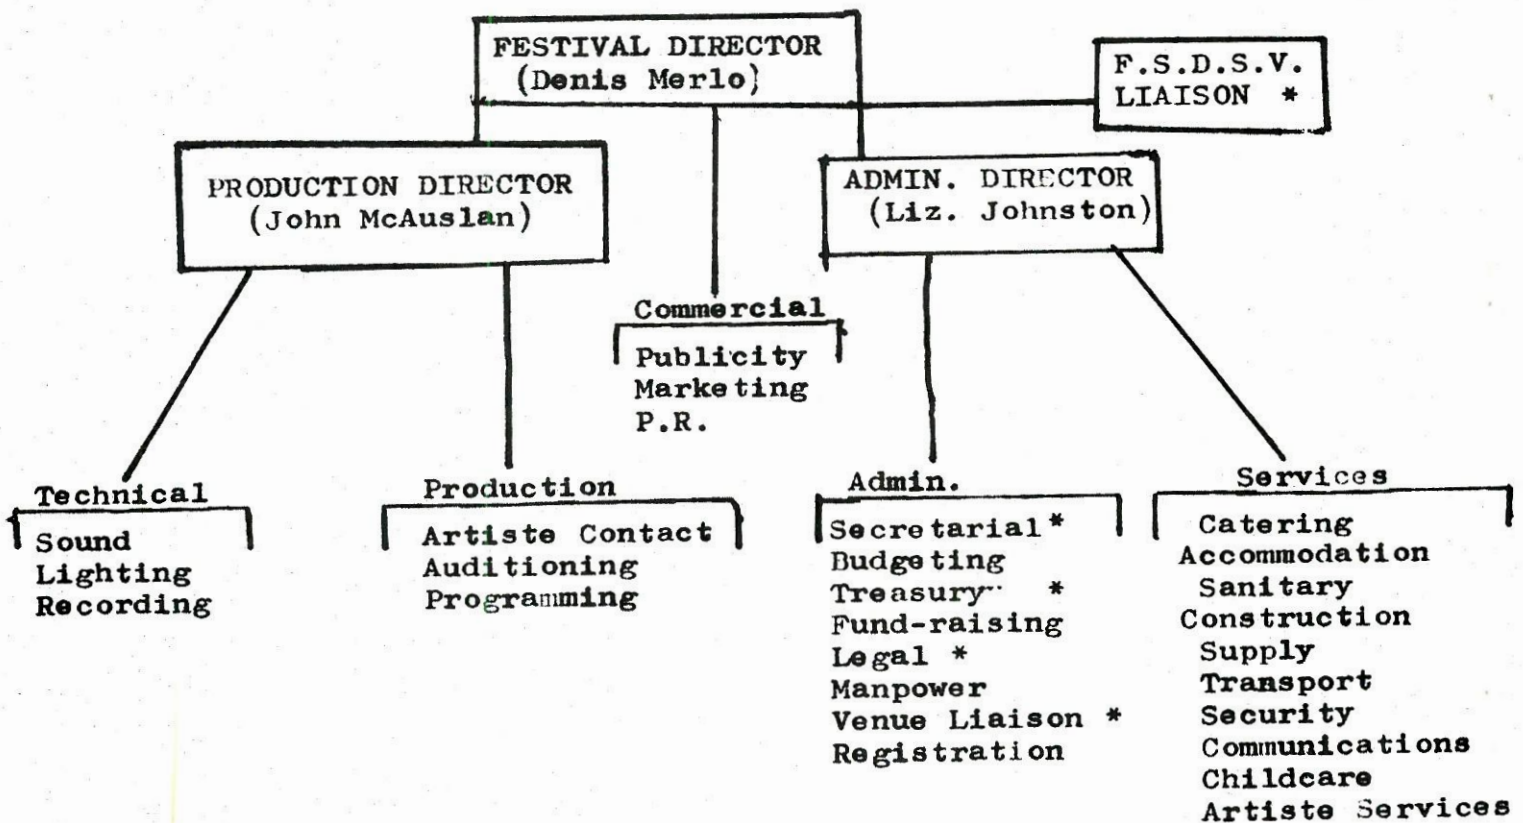 FESTIVAL DIRECTOR
(Denis Merlo)
F.S.D.S.V.
LIAISON *
PRODUCTION DIRECTOR
(John McAuslan)
ADMIN. DIRECTOR
(Liz. Johnston)
Commercial
Publicity
Marketing
P.R.
Technical
Sound
Lighting
Recording
Production
Artiste Contact
Auditioning
Programming
Admin.
Secretarial *
Budgeting
Treasury *
Fund-raising
Legal *
Manpower
Venue Liaison *
Registration
Services
Catering
Accommodation
Sanitary
Construction
Supply
Transport
Security
Communications
Childcare
Artiste Services